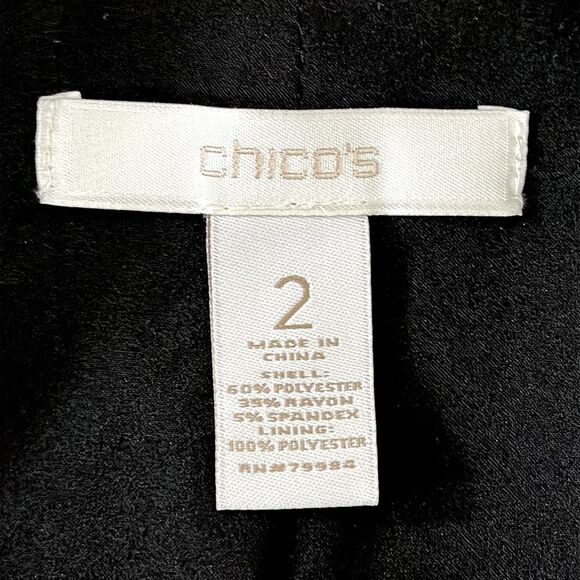 chico's
2
MADE IN
CHINA
SHELL:
60% POLYESTER
35% RAYON
5% SPANDEX
LINING:
100% POLYESTER
RN#79984